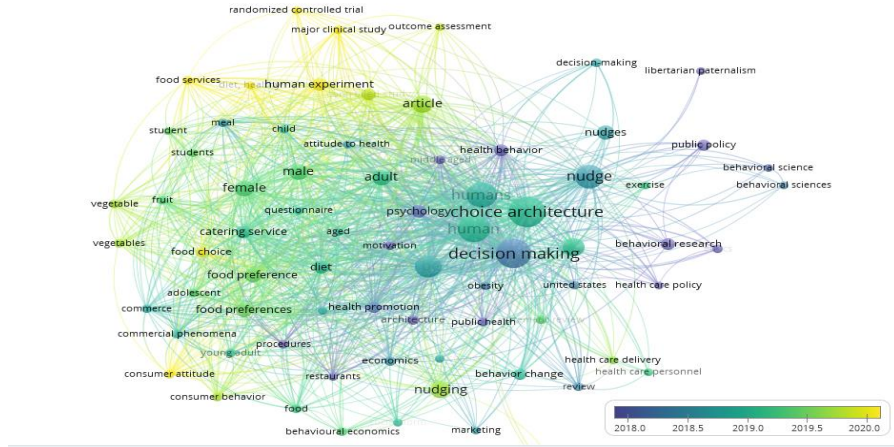 randomized controlled trial
major clinical study
outcome assessment
decision-making
libertarian paternalism
food services
diet, hea
human experiment
article
meal
student
child
nudges
attitude to health
health behavior
public policy
students
middle aged
male
adult
nudge
behavioral science
female
humans
exercise
behavioral sciences
vegetable
fruit
questionnaire
psychology
choice architecture
catering service
aged
human
vegetables
food choice
motivation
decision making
behavioral research
food preference
diet
obesity
united states
health care policy
adolescent
commerce
food preferences
health promotion
architecture
public health
review
commercial phenomena
procedures
young adult
economics
health care delivery
consumer attitude
restaurants
behavior change
health care personnel
nudging
review
consumer behavior
food
behavioural economics
marketing
2018.0 2018.5 2019.0 2019.5 2020.0